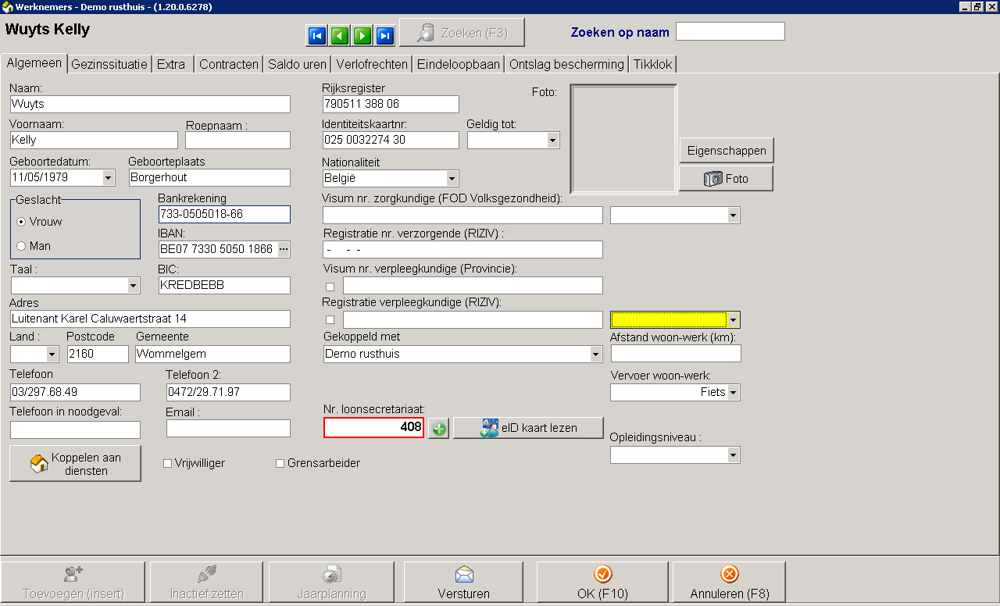 Werknemers - Demo rusthuis - (1.20.0.6278)
Wuyts Kelly
Zoeken (F3)
Zoeken op naam
Algemeen Gezinssituatie Extra Contracten Saldo uren Verlofrechten Eindeloopbaan Ontslag bescherming Tikklok
Naam:
Wuyts
Voornaam: Roepnaam :
Kelly
Geboortedatum: Geboorteplaats
11/05/1979 Borgerhout
Geslacht
Vrouw
Man
Bankrekening
733-0505018-66
IBAN:
BE07 7330 5050 1866 ...
Taal : BIC:
KREDBEBB
Adres
Luitenant Karel Caluwaertstraat 14
Land : Postcode Gemeente
2160 Wommelgem
Telefoon Telefoon 2:
03/297.68.49 0472/29.71.97
Telefoon in noodgeval: Email :
Koppelen aan
diensten
Vrijwilliger Grensarbeider
Rijksregister
790511 388 06
Identiteitskaartnr: Geldig tot:
025 0032274 30
Nationaliteit
België
Visum nr. zorgkundige (FOD Volksgezondheid):
Registratie nr. verzorgende (RIZIV) :
- - -
Visum nr. verpleegkundige (Provincie):
Registratie verpleegkundige (RIZIV):
Gekoppeld met
Demo rusthuis
Nr. loonsecretariaat:
408
eID kaart lezen
Foto:
Eigenschappen
Foto
Afstand woon-werk (km):
Vervoer woon-werk:
Fiets
Opleidingsniveau :
Toevoegen (insert) Inactief zetten Jaarplanning Versturen OK (F10) Annuleren (F8)